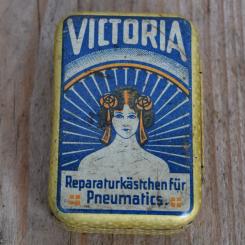 VICTORIA
Reparaturkästchen für
Pneumatics.